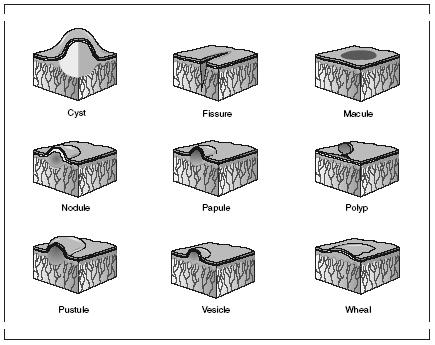 Cyst
Fissure
Macule
Nodule
Papule
Polyp
Pustule
Vesicle
Wheal